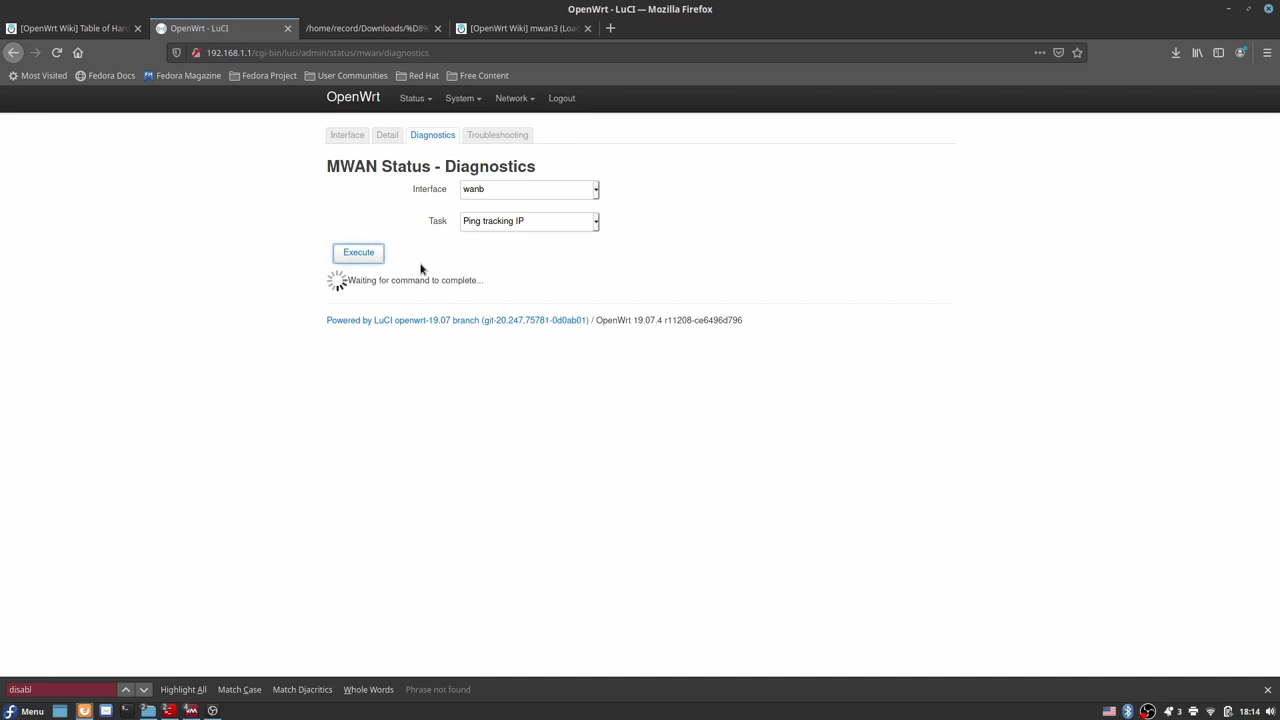 OpenWrt - LuCI — Mozilla Firefox
[OpenWrt Wiki] Table of Hard
OpenWrt - LuCI
/home/record/Downloads/%D8%
[OpenWrt Wiki] mwan3 (Loa
192.168.1.1/cgi-bin/luci/admin/status/mwan/diagnostics
Most Visited
Fedora Docs
Fedora Magazine
Fedora Project
User Communities
Red Hat
Free Content
OpenWrt
Status
System
Network
Logout
Interface
Detail
Diagnostics
Troubleshooting
MWAN Status - Diagnostics
Interface
wanb
Task
Ping tracking IP
Execute
Waiting for command to complete...
Powered by LuCI openwrt-19.07 branch (git-20.247.75781-0d0ab01) / OpenWrt 19.07.4 r11208-ce6496d796
disabl
Highlight All
Match Case
Match Diacritics
Whole Words
Phrase not found
Menu
3
18:14